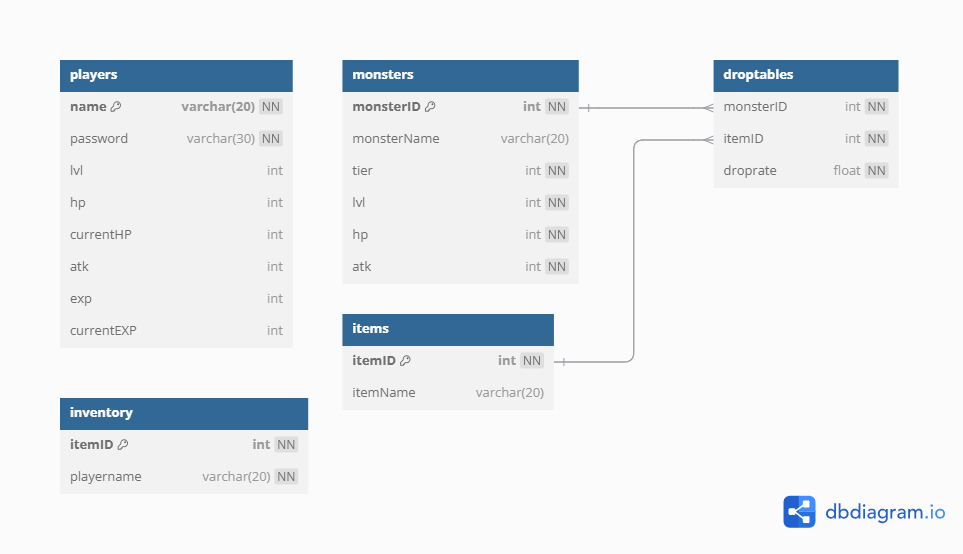 players
name varchar(20) NN
password varchar(30) NN
lvl int
hp int
currentHP int
atk int
exp int
currentEXP int
monsters
monsterID int NN
monsterName varchar(20)
tier int NN
lvl int NN
hp int NN
atk int NN
droptables
monsterID int NN
itemID int NN
droprate float NN
items
itemID int NN
itemName varchar(20)
inventory
itemID int NN
playername varchar(20) NN
dbdiagram.io